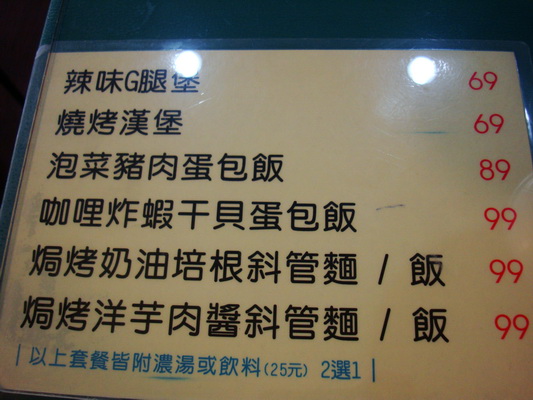 辣味G腿堡 69
燒烤漢堡 69
泡菜豬肉蛋包飯 89
咖哩炸蝦干貝蛋包飯 99
焗烤奶油培根斜管麵 / 飯 99
焗烤洋芋肉醬斜管麵 / 飯 99
| 以上套餐皆附濃湯或飲料(25元) 2選1 |